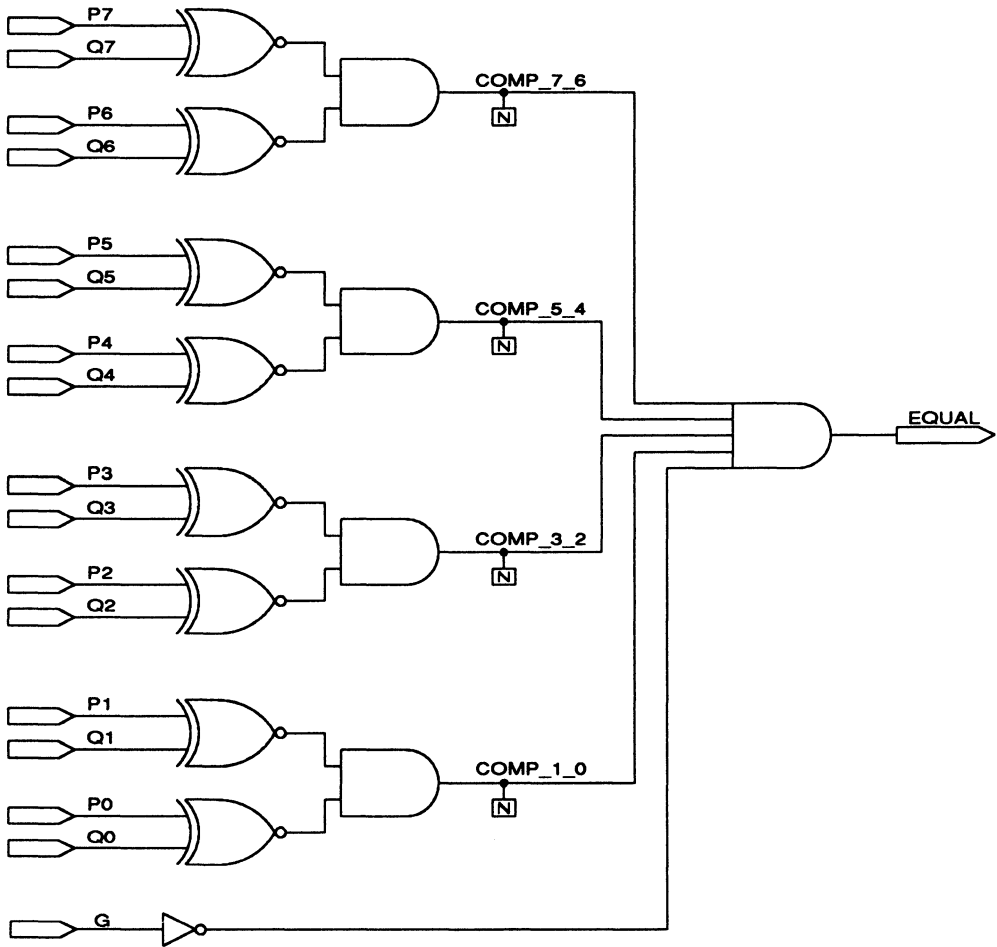 P7
Q7
COMP_7_6
N
P6
Q6
P5
Q5
COMP_5_4
N
P4
Q4
EQUAL
P3
Q3
COMP_3_2
N
P2
Q2
P1
Q1
COMP_1_0
N
P0
Q0
G